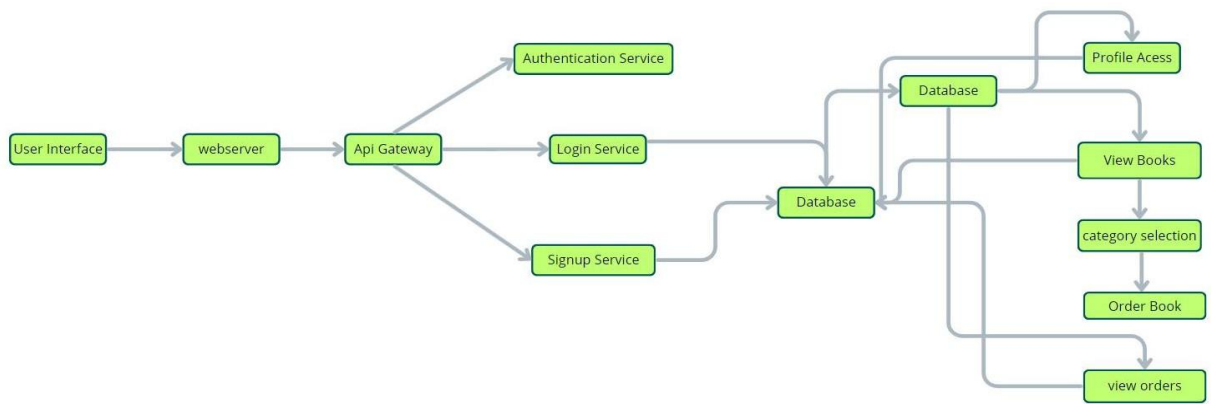 User Interface
webserver
Api Gateway
Authentication Service
Login Service
Signup Service
Database
Database
Profile Acess
View Books
category selection
Order Book
view orders